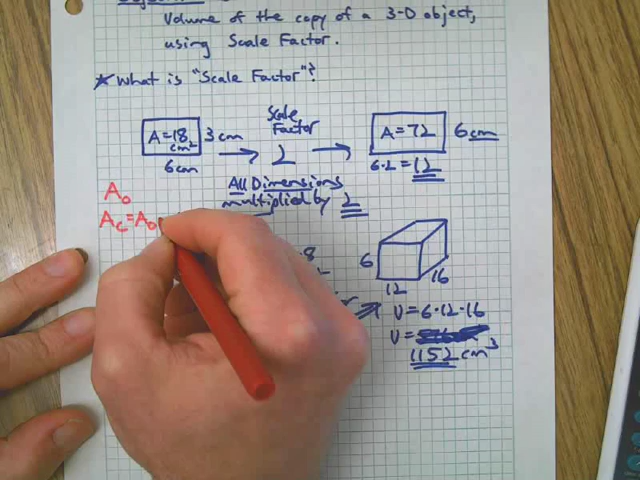 Volume of the copy of a 3-D object,
using Scale Factor.
*What is "Scale Factor"?
A=18 cm² 3cm
6cm
Scale Factor
2
A=72 6cm
6·2=12
All Dimensions
multiplied by 2
A₀
A_C=A₀
·8
6
12
16
V=6·12·16
V=
1152 cm³